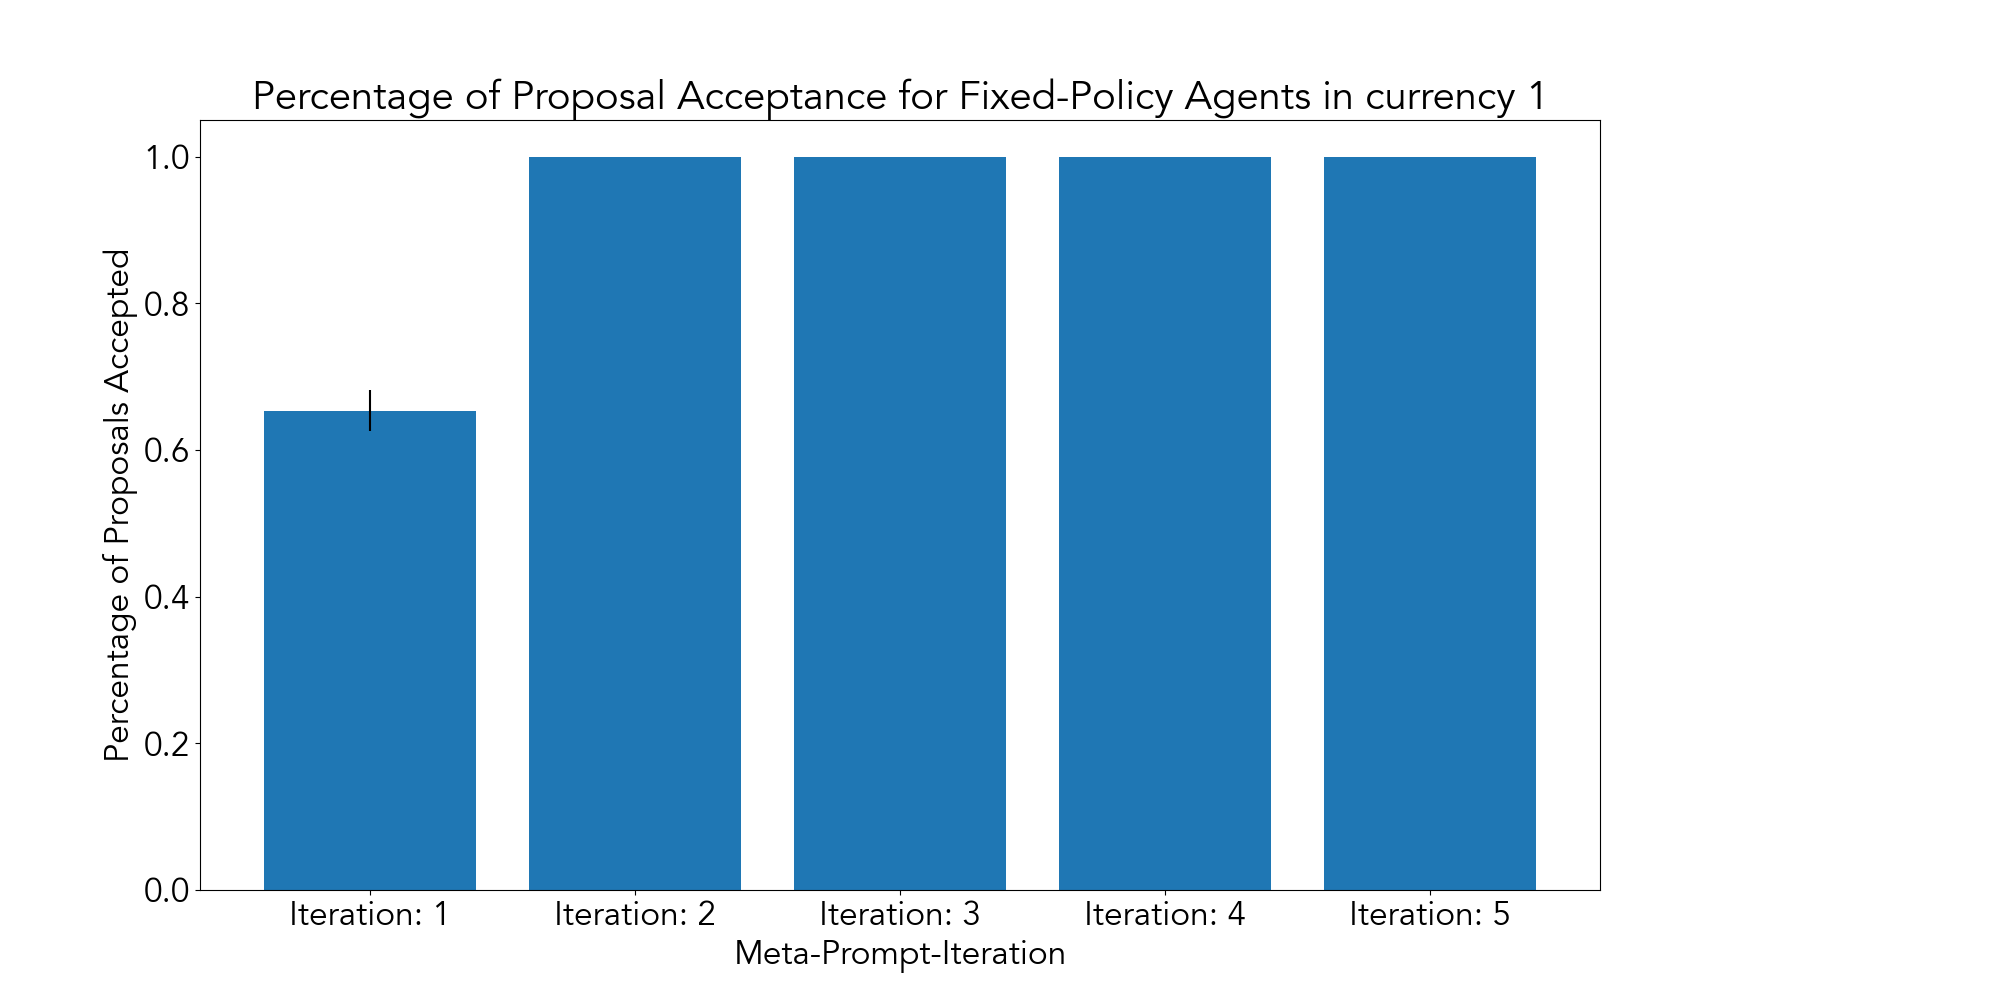 Percentage of Proposal Acceptance for Fixed-Policy Agents in currency 1
Percentage of Proposals Accepted
1.0
0.8
0.6
0.4
0.2
0.0
Iteration: 1 Iteration: 2 Iteration: 3 Iteration: 4 Iteration: 5
Meta-Prompt-Iteration